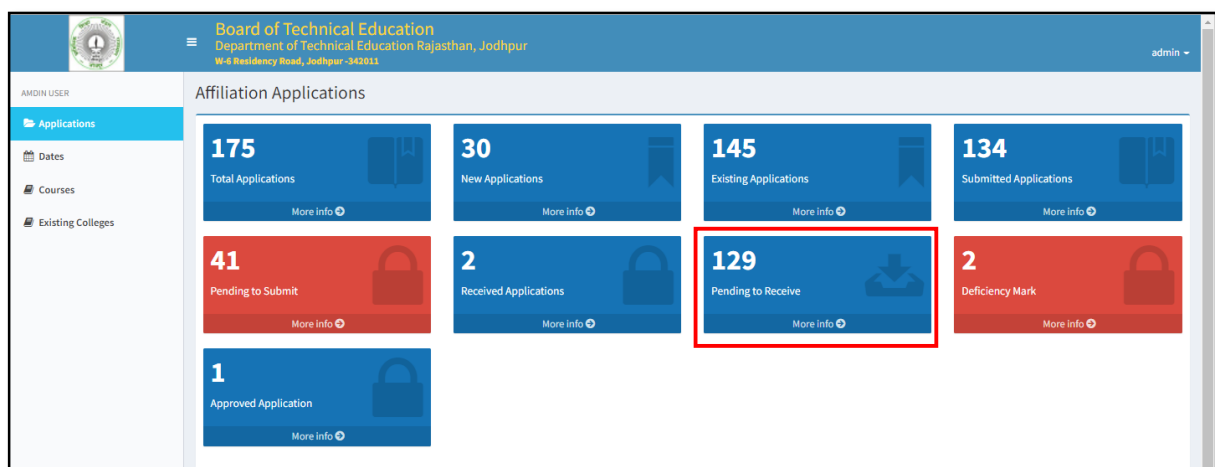 Board of Technical Education
Department of Technical Education Rajasthan, Jodhpur
W-6 Residency Road, Jodhpur -342011
admin
AMDIN USER
Applications
Dates
Courses
Existing Colleges
Affiliation Applications
175
Total Applications
More info
30
New Applications
More info
145
Existing Applications
More info
134
Submitted Applications
More info
41
Pending to Submit
More info
2
Received Applications
More info
129
Pending to Receive
More info
2
Deficiency Mark
More info
1
Approved Application
More info